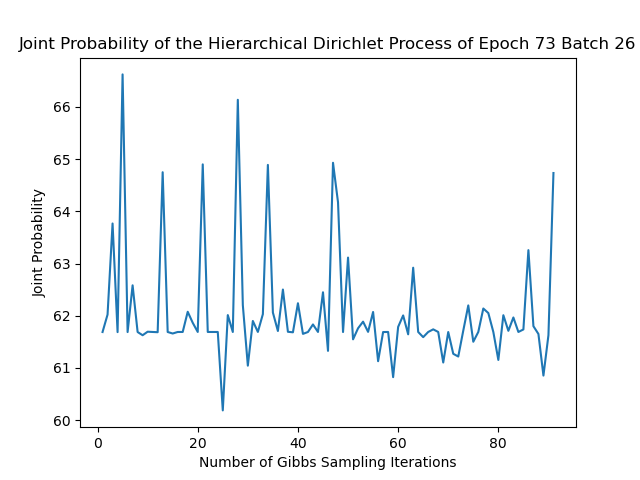 Joint Probability of the Hierarchical Dirichlet Process of Epoch 73 Batch 26
66
65
64
63
62
61
60
Joint Probability
0 20 40 60 80
Number of Gibbs Sampling Iterations